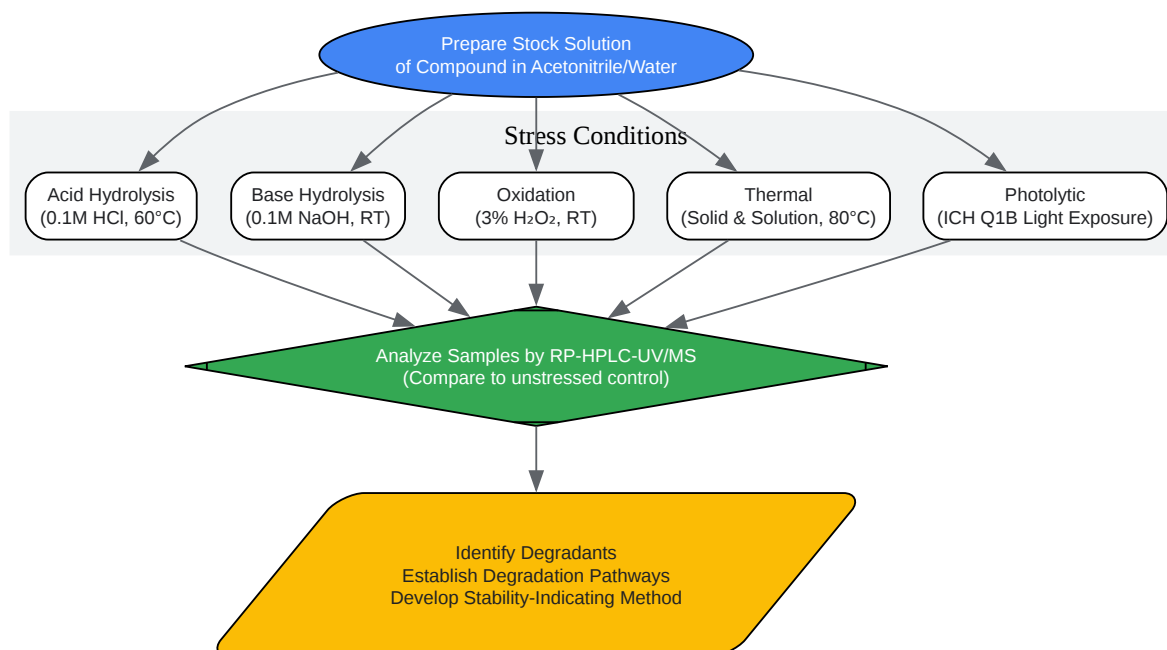 Prepare Stock Solution
of Compound in Acetonitrile/Water
Stress Conditions
Acid Hydrolysis
(0.1M HCl, 60°C)
Base Hydrolysis
(0.1M NaOH, RT)
Oxidation
(3% H₂O₂, RT)
Thermal
(Solid & Solution, 80°C)
Photolytic
(ICH Q1B Light Exposure)
Analyze Samples by RP-HPLC-UV/MS
(Compare to unstressed control)
Identify Degradants
Establish Degradation Pathways
Develop Stability-Indicating Method